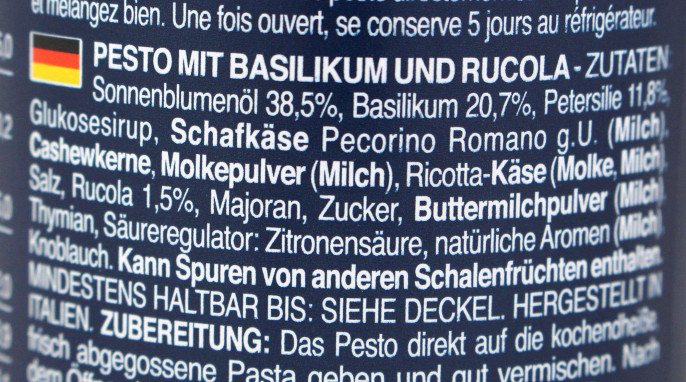 et mélangez bien. Une fois ouvert, se conserve 5 jours au réfrigérateur.
PESTO MIT BASILIKUM UND RUCOLA - ZUTATEN:
Sonnenblumenöl 38,5%, Basilikum 20,7%, Petersilie 11,8%,
Glukosesirup, Schafkäse Pecorino Romano g.U. (Milch),
Cashewkerne, Molkepulver (Milch), Ricotta-Käse (Molke, Milch),
Salz, Rucola 1,5%, Majoran, Zucker, Buttermilchpulver (Milch),
Thymian, Säureregulator: Zitronensäure, natürliche Aromen (Milch),
Knoblauch. Kann Spuren von anderen Schalenfrüchten enthalten.
MINDESTENS HALTBAR BIS: SIEHE DECKEL. HERGESTELLT IN
ITALIEN. ZUBEREITUNG: Das Pesto direkt auf die kochendheiße,
frisch abgegossene Pasta geben und gut vermischen. Nach